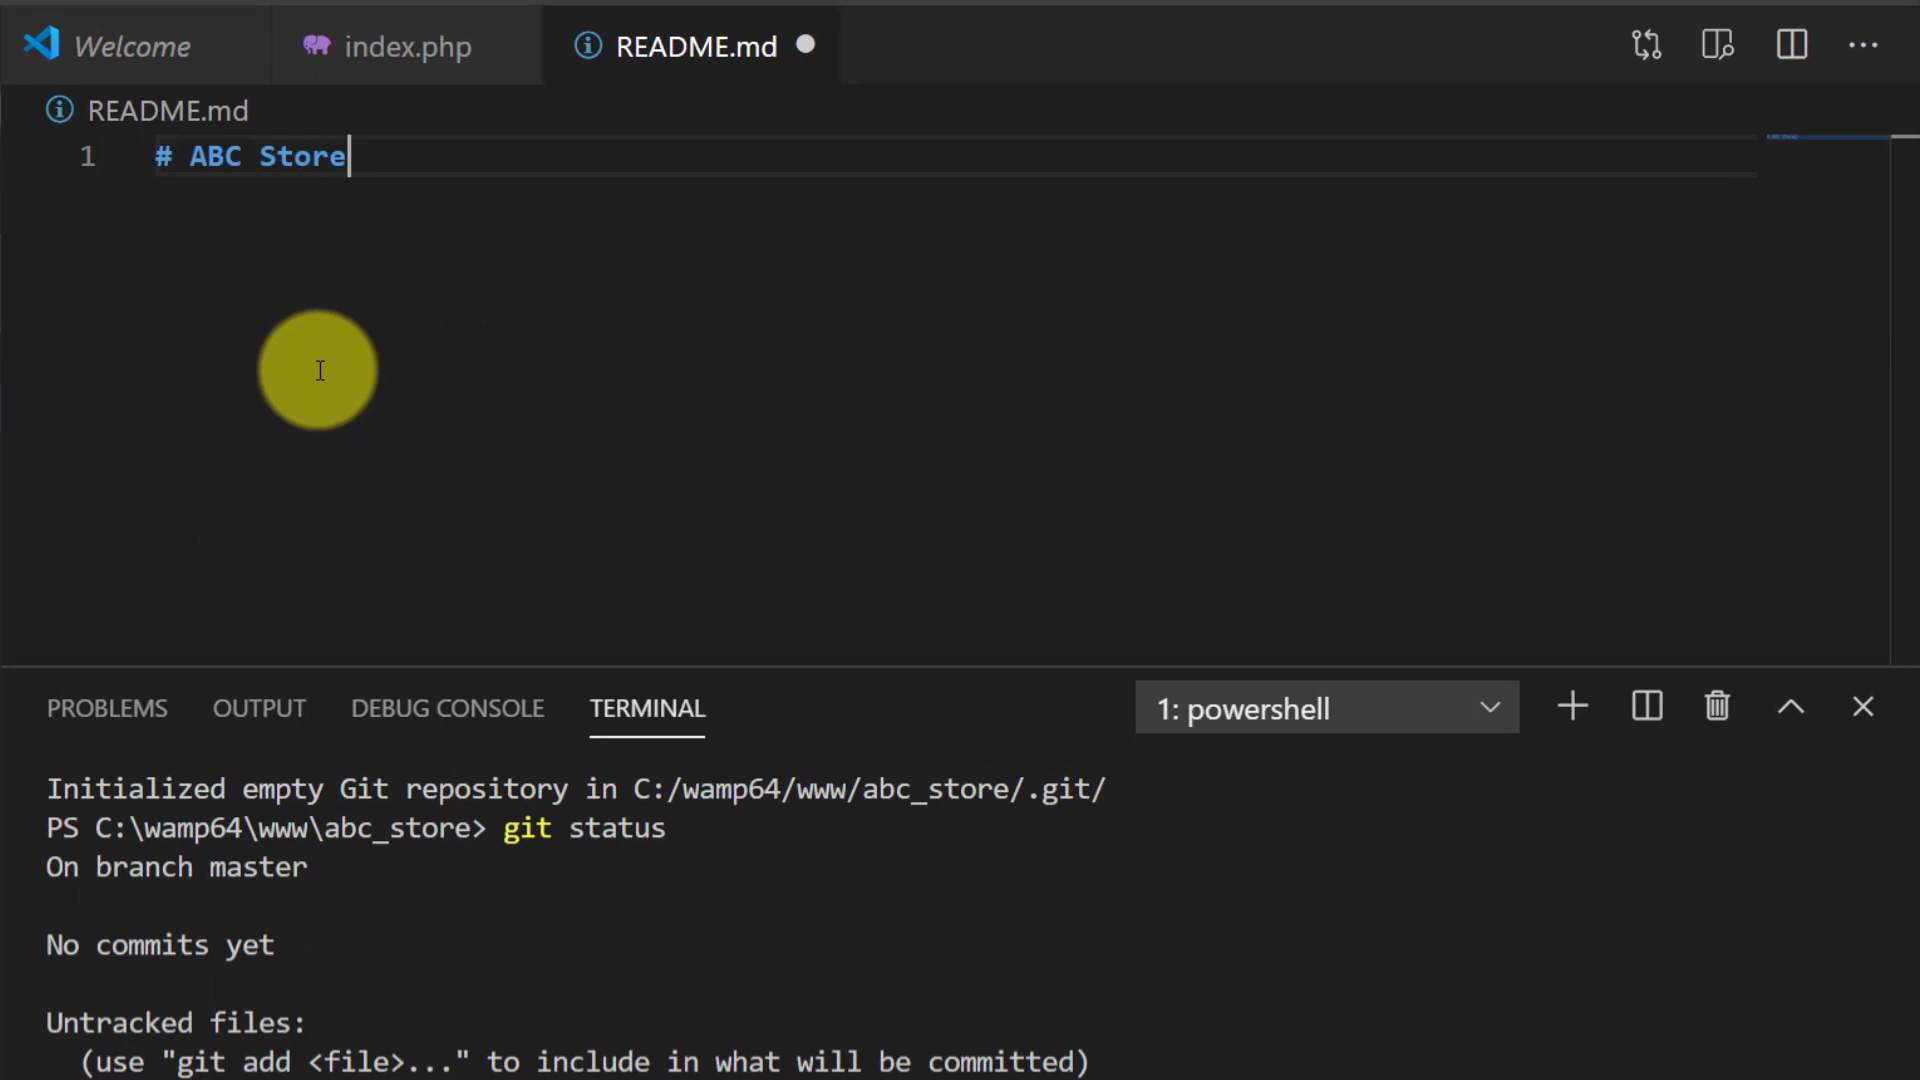 Welcome index.php README.md
README.md
1 # ABC Store
PROBLEMS OUTPUT DEBUG CONSOLE TERMINAL 1: powershell
Initialized empty Git repository in C:/wamp64/www/abc_store/.git/
PS C:\wamp64\www\abc_store> git status
On branch master
No commits yet
Untracked files:
(use "git add <file>..." to include in what will be committed)